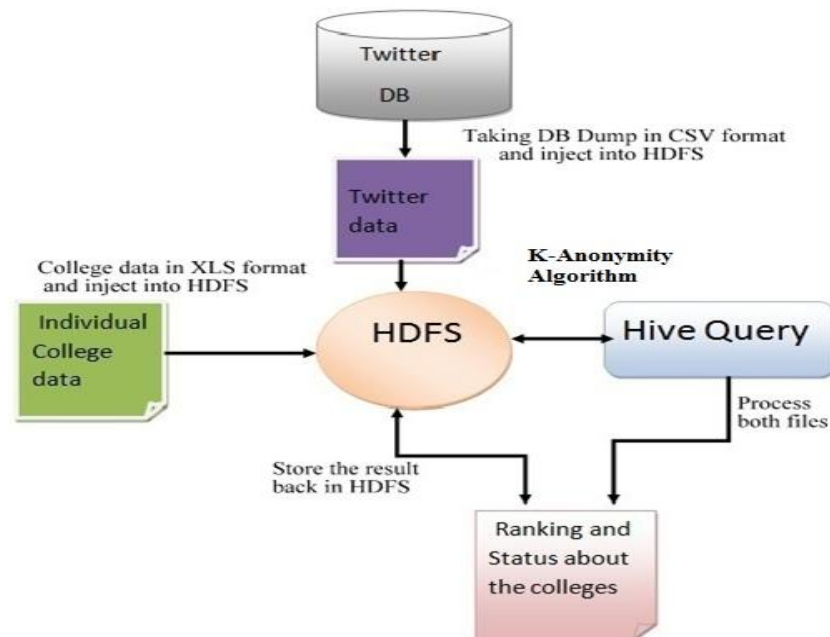 Twitter
DB
Taking DB Dump in CSV format
and inject into HDFS
Twitter
data
K-Anonymity
Algorithm
College data in XLS format
and inject into HDFS
Individual
College
data
HDFS
Hive Query
Process
both files
Store the result
back in HDFS
Ranking and
Status about
the colleges